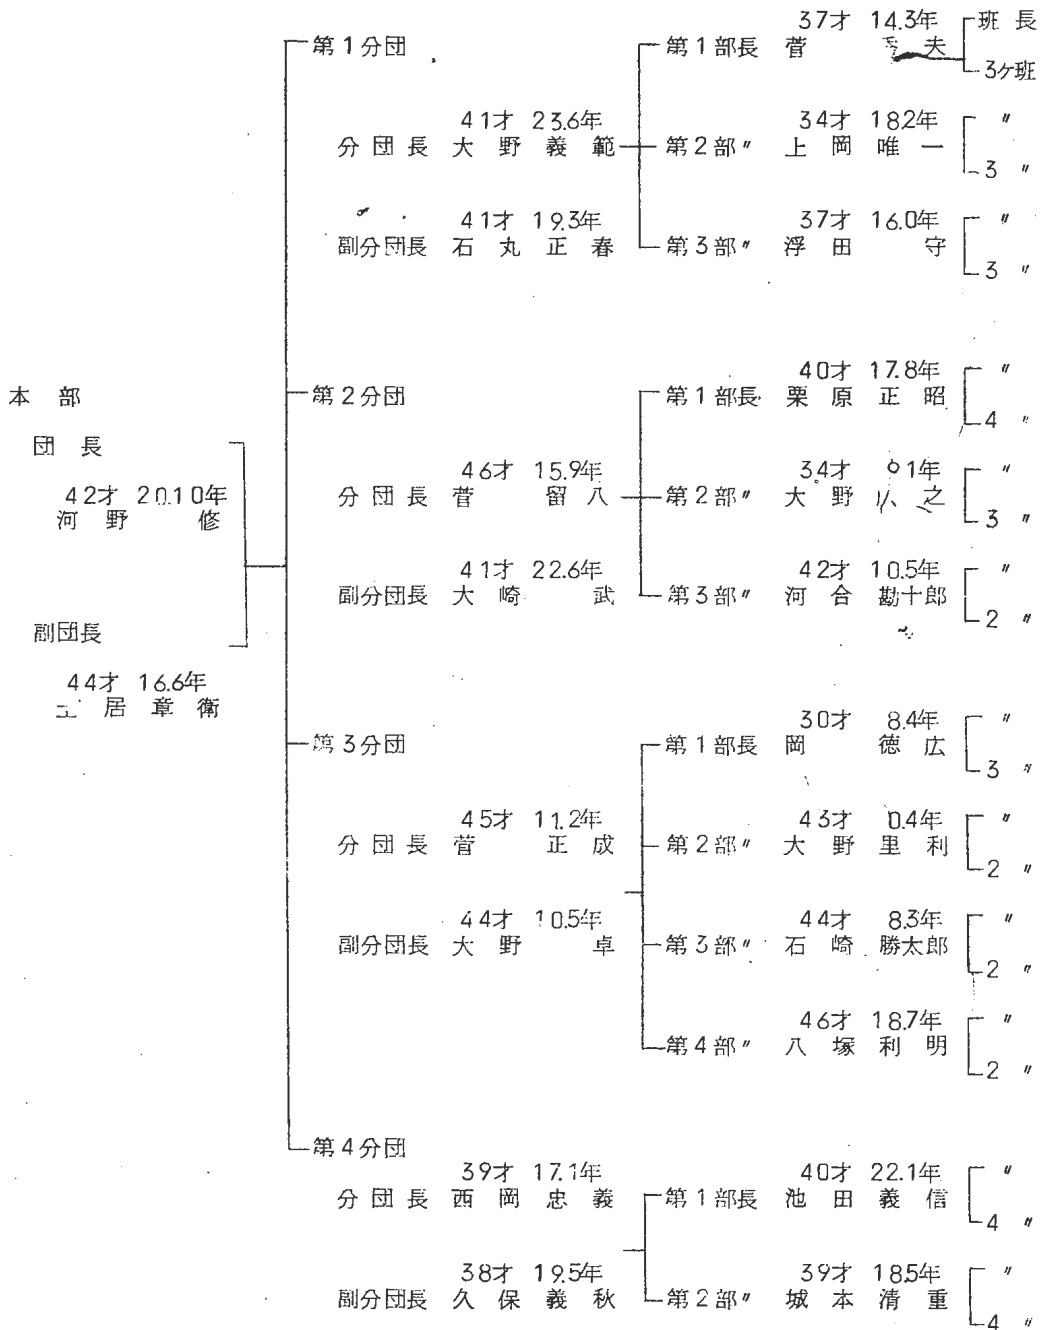 37才 14.3年 班長
第1分団 第1部長 菅 夫
3ケ班
41才 23.6年 34才 18.2年 〃
分団長 大野義範 第2部〃 上岡唯一
3 〃
41才 19.3年 37才 16.0年 〃
副分団長 石丸正春 第3部〃 浮田 守
3 〃
40才 17.8年 〃
本部 第2分団 第1部長 栗原正昭
4 〃
団長
46才 15.9年 34才 9.1年 〃
42才 20.10年 分団長 菅 留八 第2部〃 大野 之
河野 修 3 〃
41才 22.6年 42才 10.5年 〃
副分団長 大崎 武 第3部〃 河合勘十郎
2 〃
副団長
44才 16.6年
土居章衛
30才 8.4年 〃
第3分団 第1部長 岡 徳広
3 〃
45才 11.2年 43才 0.4年 〃
分団長 菅 正成 第2部〃 大野里利
2 〃
44才 10.5年 44才 8.3年 〃
副分団長 大野 卓 第3部〃 石崎勝太郎
2 〃
46才 18.7年 〃
第4部〃 八塚利明
2 〃
第4分団
39才 17.1年 40才 22.1年 〃
分団長 西岡忠義 第1部長 池田義信
4 〃
38才 19.5年 39才 18.5年 〃
副分団長 久保義秋 第2部〃 城本清重
4 〃